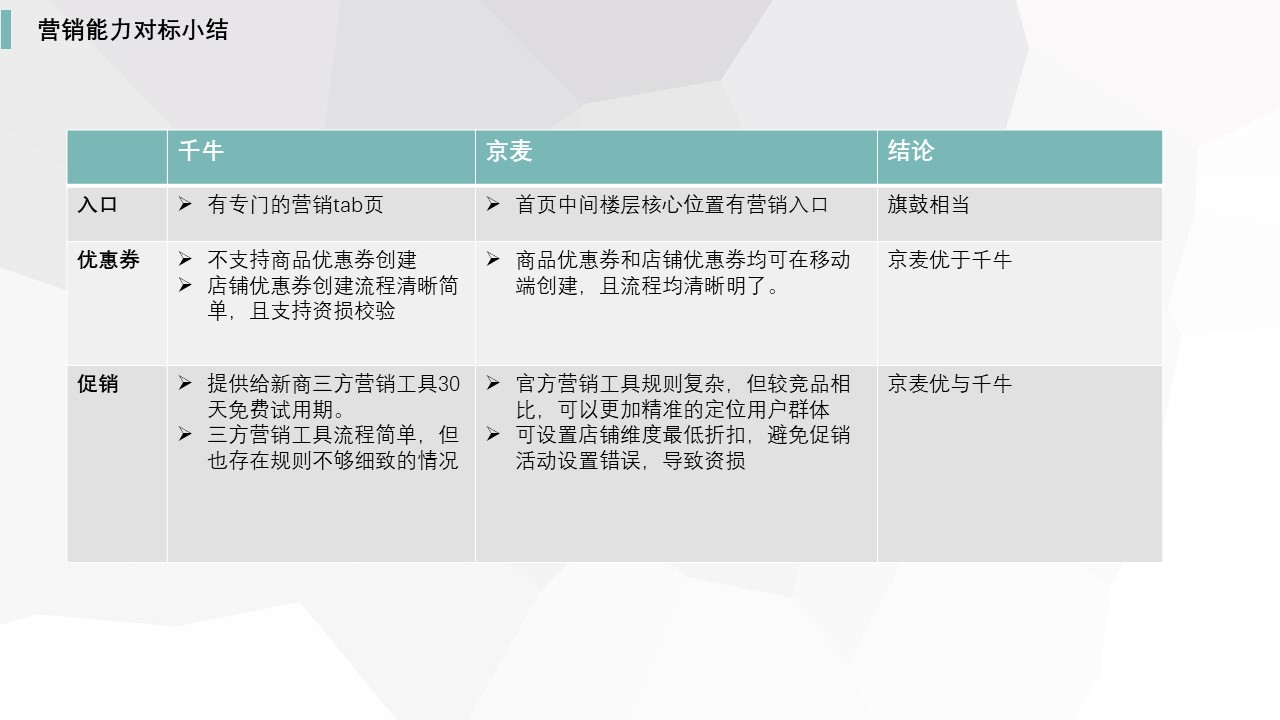 营销能力对标小结
千牛
京麦
结论
入口
➢ 有专门的营销tab页
➢ 首页中间楼层核心位置有营销入口
旗鼓相当
优惠券
➢ 不支持商品优惠券创建
➢ 店铺优惠券创建流程清晰简
单，且支持资损校验
➢ 商品优惠券和店铺优惠券均可在移动
端创建，且流程均清晰明了。
京麦优于千牛
促销
➢ 提供给新商三方营销工具30
天免费试用期。
➢ 三方营销工具流程简单，但
也存在规则不够细致的情况
➢ 官方营销工具规则复杂，但较竞品相
比，可以更加精准的定位用户群体
➢ 可设置店铺维度最低折扣，避免促销
活动设置错误，导致资损
京麦优与千牛